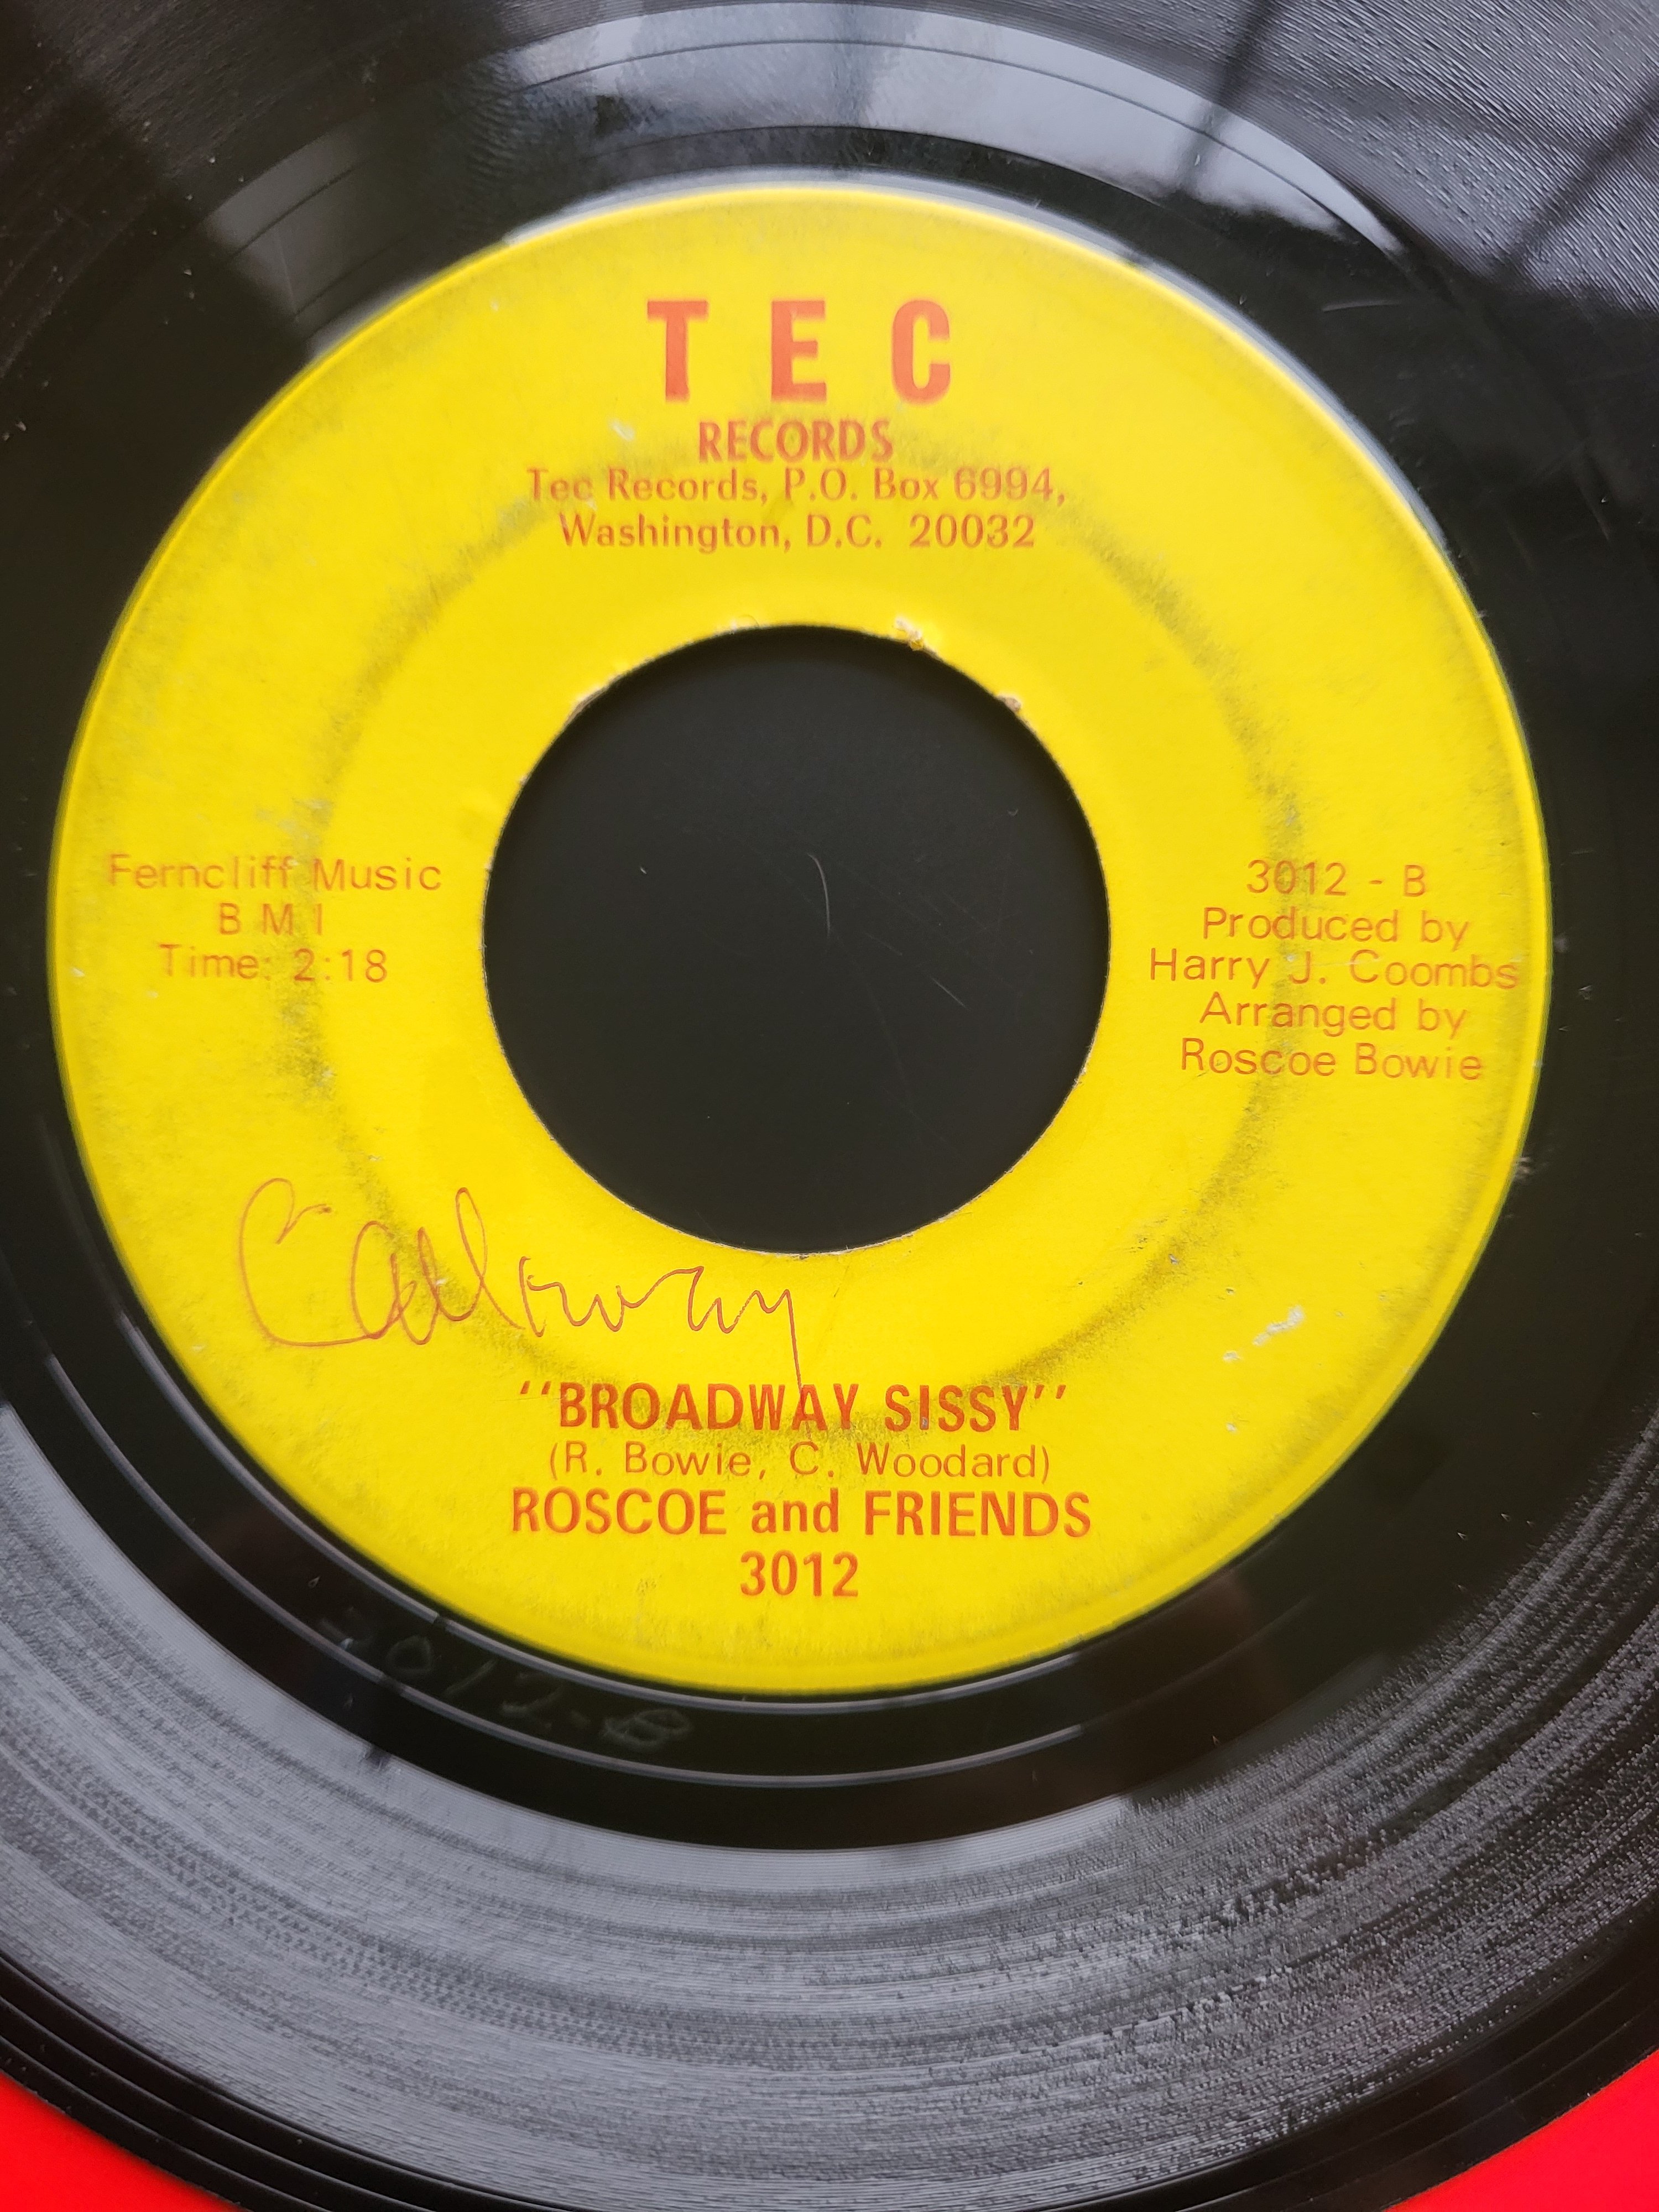 T E C
RECORDS
Tec Records, P.O. Box 6994,
Washington, D.C. 20032
Ferncliff Music
B M I
Time: 2:18
3012 - B
Produced by
Harry J. Coombs
Arranged by
Roscoe Bowie
Calloway
"BROADWAY SISSY"
(R. Bowie, C. Woodard)
ROSCOE and FRIENDS
3012
3012-B